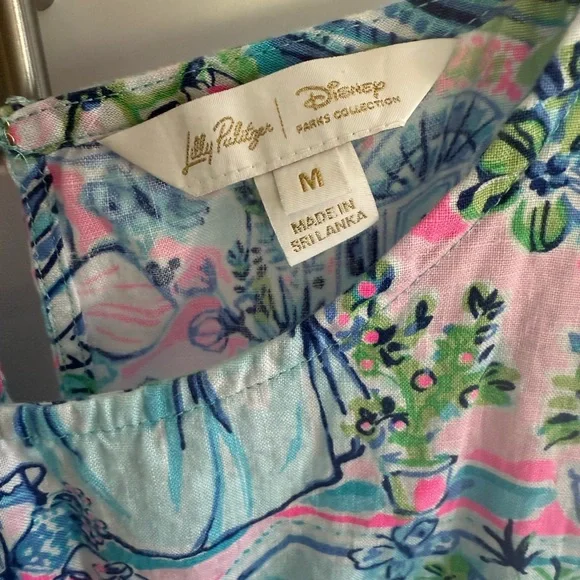 Lilly Pulitzer | Disney
PARKS COLLECTION
M
MADE IN
SRI LANKA